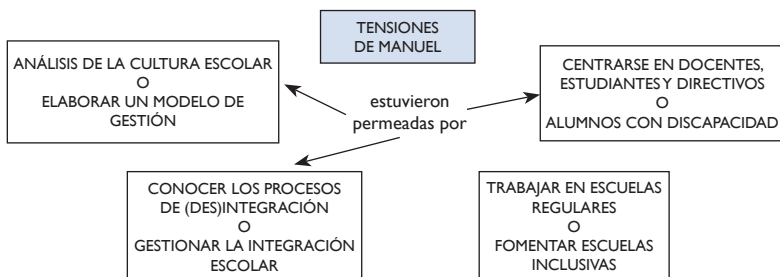 TENSIONES
DE MANUEL
ANÁLISIS DE LA CULTURA ESCOLAR
O
ELABORAR UN MODELO DE
GESTIÓN
estuvieron
permeadas por
CENTRARSE EN DOCENTES,
ESTUDIANTES Y DIRECTIVOS
O
ALUMNOS CON DISCAPACIDAD
CONOCER LOS PROCESOS
DE (DES)INTEGRACIÓN
O
GESTIONAR LA INTEGRACIÓN
ESCOLAR
TRABAJAR EN ESCUELAS
REGULARES
O
FOMENTAR ESCUELAS
INCLUSIVAS